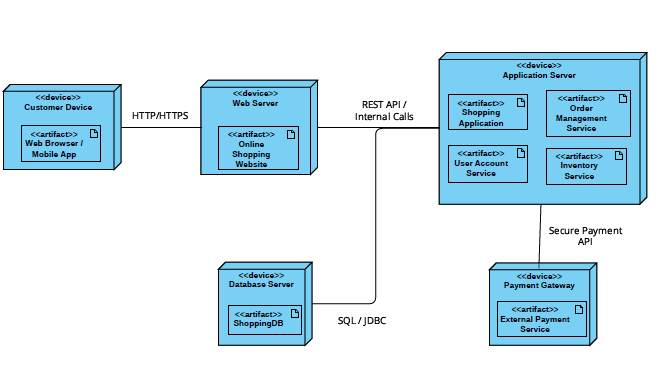 <<device>>
Customer Device
<<artifact>>
Web Browser /
Mobile App
HTTP/HTTPS
<<device>>
Web Server
<<artifact>>
Online
Shopping
Website
REST API /
Internal Calls
<<device>>
Application Server
<<artifact>>
Shopping
Application
<<artifact>>
Order
Management
Service
<<artifact>>
User Account
Service
<<artifact>>
Inventory
Service
Secure Payment
API
<<device>>
Database Server
<<artifact>>
ShoppingDB
SQL / JDBC
<<device>>
Payment Gateway
<<artifact>>
External Payment
Service